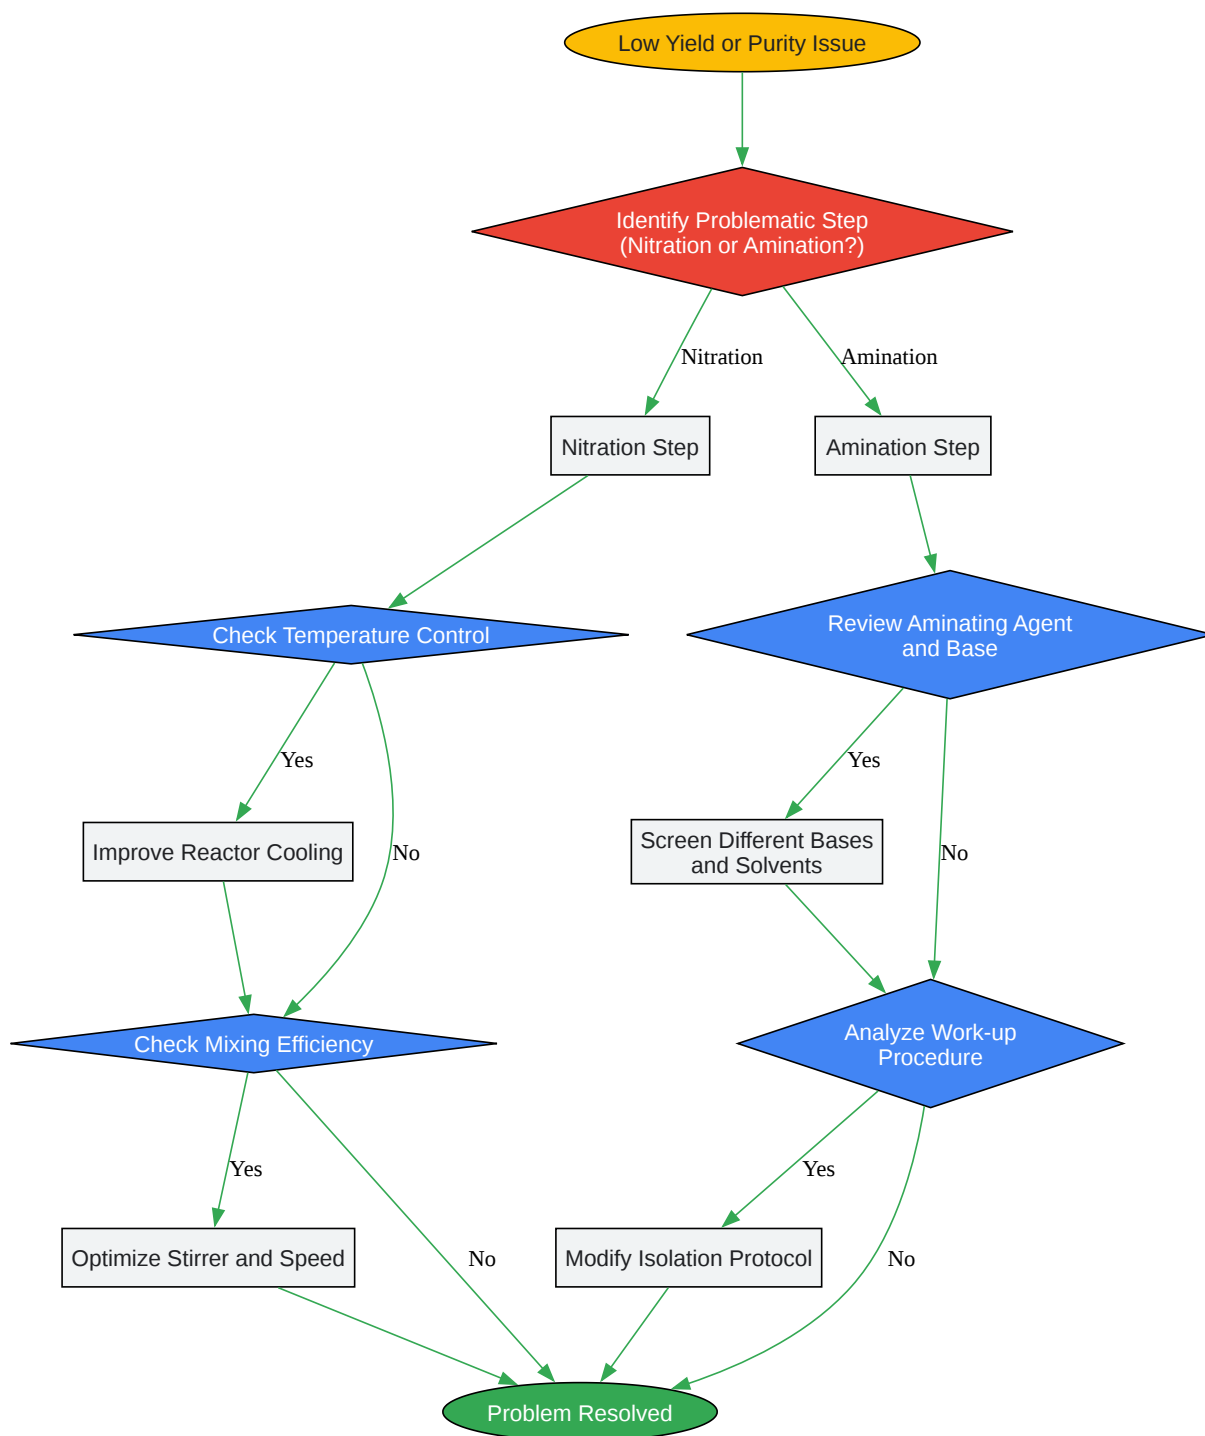 Low Yield or Purity Issue
Identify Problematic Step
(Nitration or Amination?)
Nitration
Amination
Nitration Step
Amination Step
Check Temperature Control
Review Aminating Agent
and Base
Yes
No
Yes
No
Improve Reactor Cooling
Screen Different Bases
and Solvents
Check Mixing Efficiency
Analyze Work-up
Procedure
Yes
No
Yes
No
Optimize Stirrer and Speed
Modify Isolation Protocol
Problem Resolved